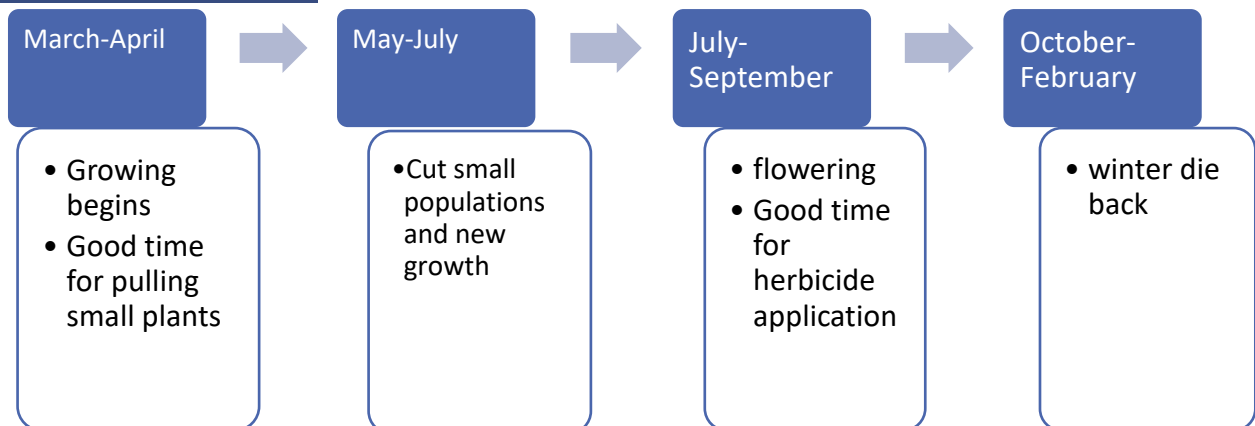 March-April
• Growing
begins
• Good time
for pulling
small plants
May-July
•Cut small
populations
and new
growth
July-
September
• flowering
• Good time
for
herbicide
application
October-
February
• winter die
back